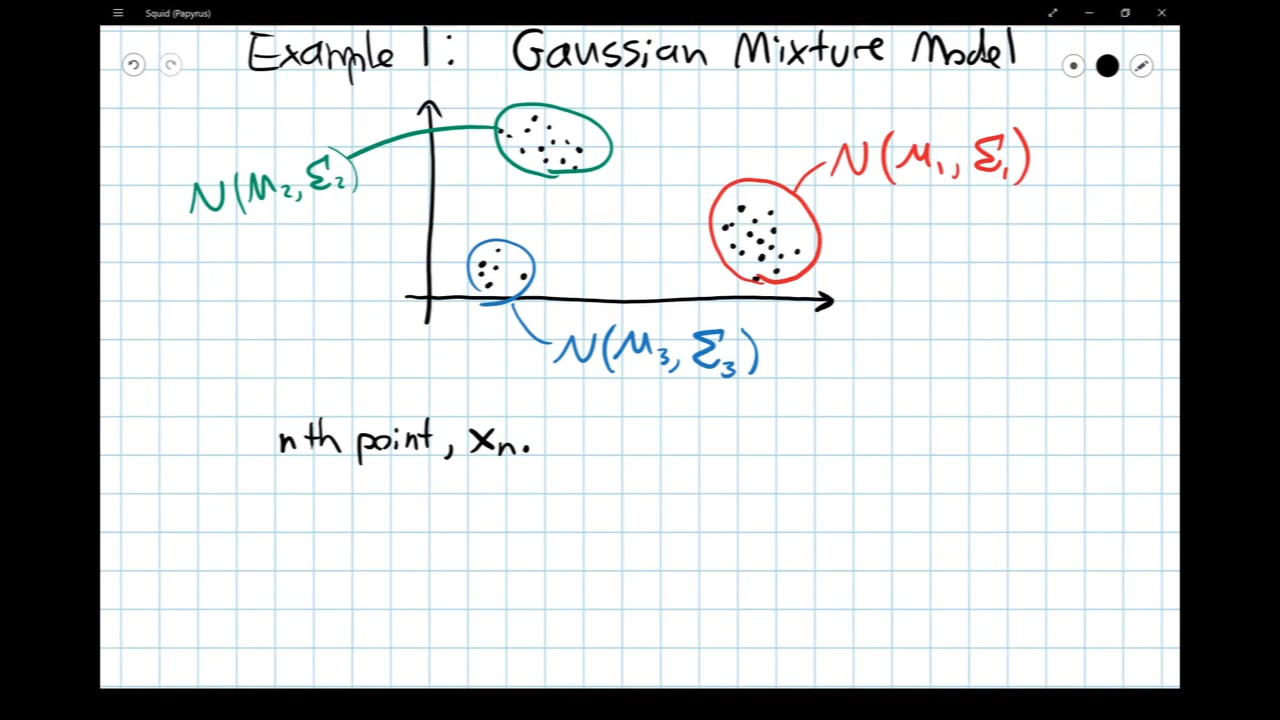 Squid (Papyrus)
Example 1: Gaussian Mixture Model
N(μ₁, Σ₁)
N(μ₂, Σ₂)
N(μ₃, Σ₃)
nth point, xₙ.